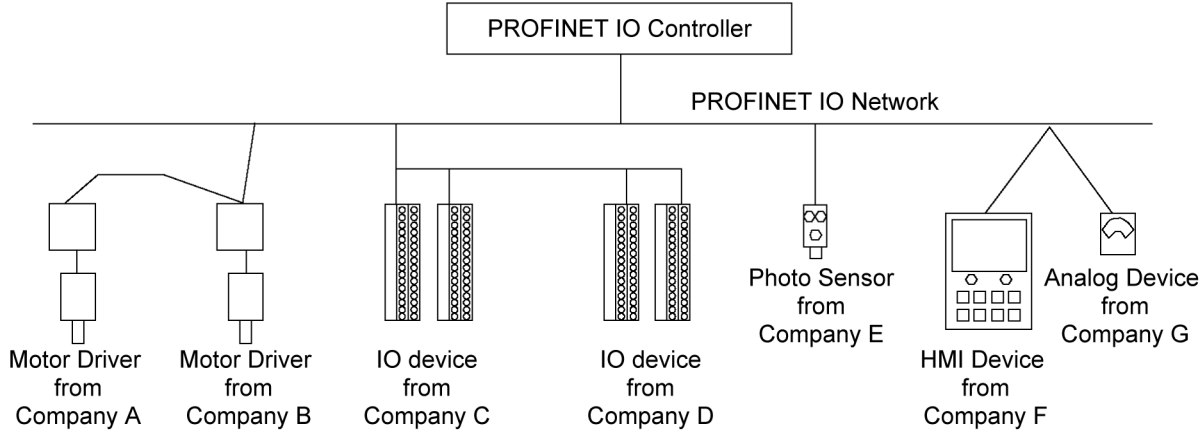 PROFINET IO Controller
PROFINET IO Network
Motor Driver
from
Company A
Motor Driver
from
Company B
IO device
from
Company C
IO device
from
Company D
Photo Sensor
from
Company E
HMI Device
from
Company F
Analog Device
from
Company G